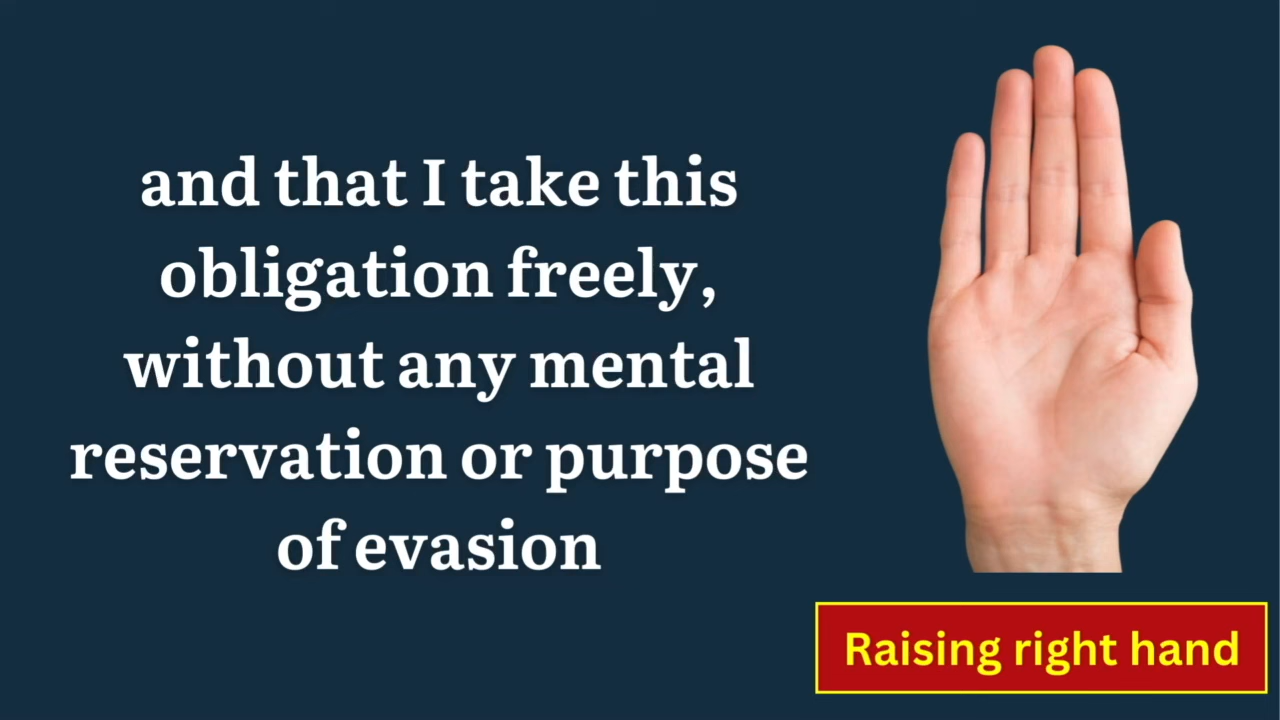 and that I take this
obligation freely,
without any mental
reservation or purpose
of evasion
Raising right hand